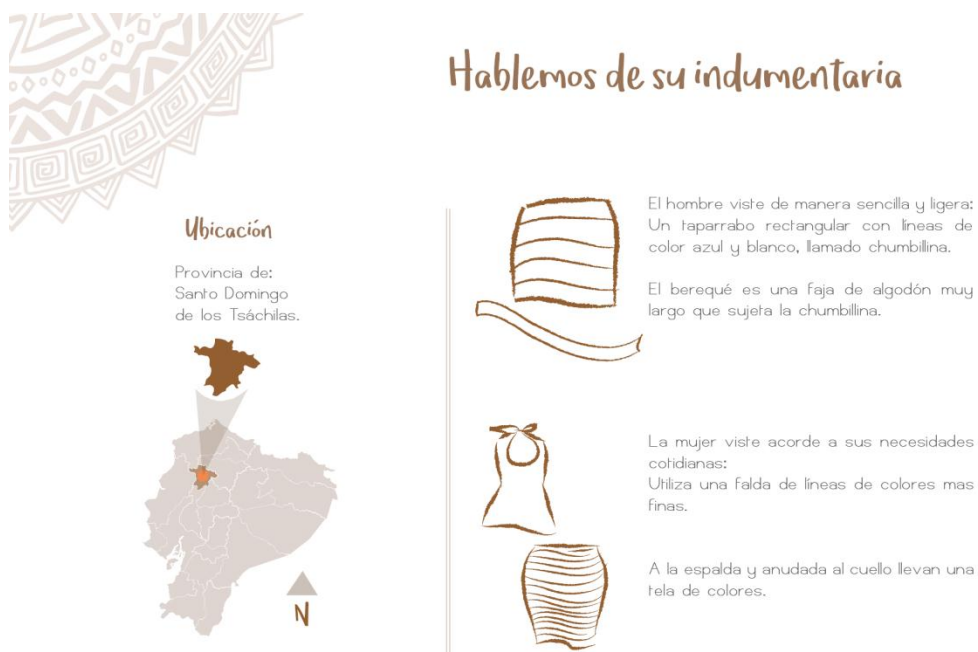 Hablemos de su indumentaria
Ubicación
Provincia de:
Santo Domingo
de los Tsáchilas.
N
El hombre viste de manera sencilla y ligera:
Un taparrabo rectangular con líneas de
color azul y blanco, llamado chumbillina.
El berequé es una faja de algodón muy
largo que sujeta la chumbillina.
La mujer viste acorde a sus necesidades
cotidianas:
Utiliza una falda de líneas de colores mas
finas.
A la espalda y anudada al cuello llevan una
tela de colores.